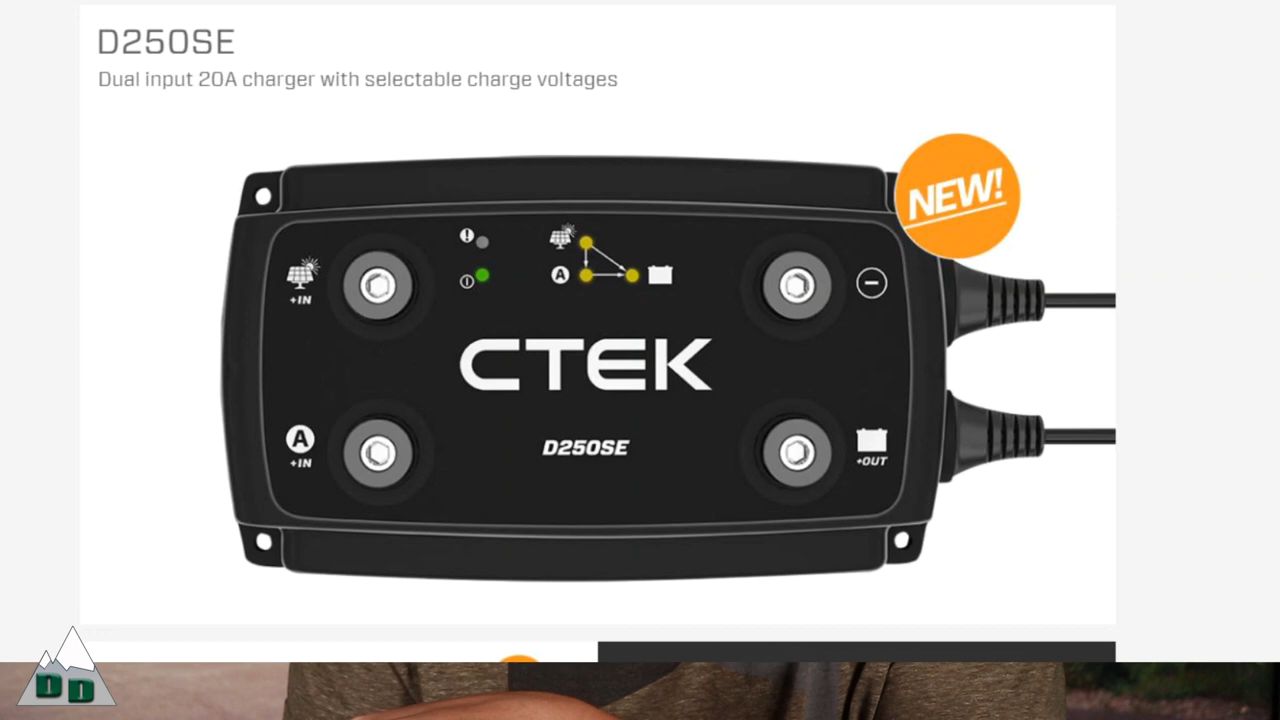 D250SE
Dual input 20A charger with selectable charge voltages
NEW!
+IN
A
CTEK
A
+IN
D250SE
+OUT
DD